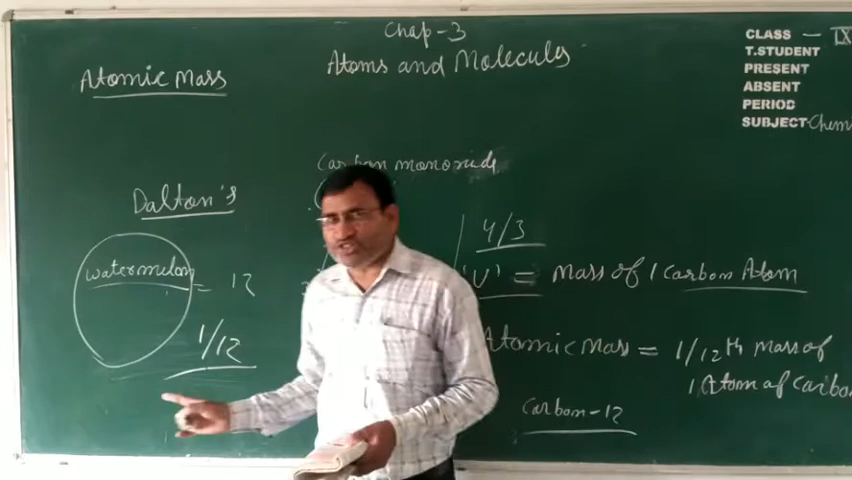 Chap-3
Atoms and Molecules
Atomic Mass
CLASS — IX
T.STUDENT
PRESENT
ABSENT
PERIOD
SUBJECT Chem
Carbon monoxide
Dalton's
watermelon = 12
1/12
4/3
'U' = Mass of 1 Carbon Atom
Atomic Mass = 1/12th mass of
1 Atom of Carbon
Carbon-12